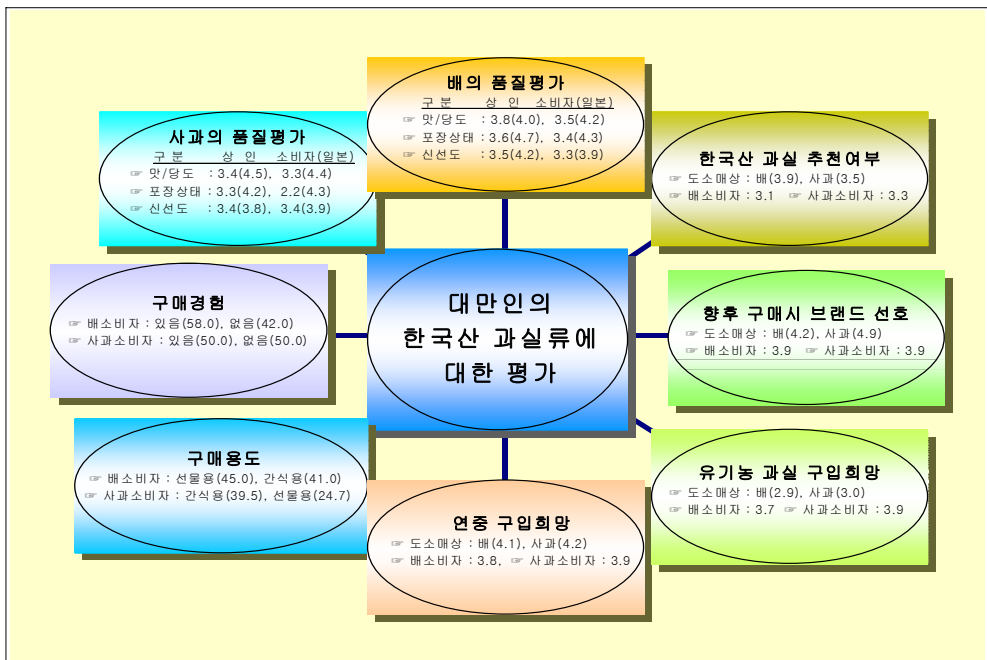 배의 품질평가
구 분 상 인 소비자(일본)
☞ 맛/당도 : 3.8(4.0), 3.5(4.2)
☞ 포장상태 : 3.6(4.7), 3.4(4.3)
☞ 신선도 : 3.5(4.2), 3.3(3.9)
사과의 품질평가
구 분 상 인 소비자(일본)
☞ 맛/당도 : 3.4(4.5), 3.3(4.4)
☞ 포장상태 : 3.3(4.2), 2.2(4.3)
☞ 신선도 : 3.4(3.8), 3.4(3.9)
한국산 과실 추천여부
☞ 도소매상 : 배(3.9), 사과(3.5)
☞ 배소비자 : 3.1 ☞ 사과소비자 : 3.3
구매경험
☞ 배소비자 : 있음(58.0), 없음(42.0)
☞ 사과소비자 : 있음(50.0), 없음(50.0)
대만인의
한국산 과실류에
대한 평가
향후 구매시 브랜드 선호
☞ 도소매상 : 배(4.2), 사과(4.9)
☞ 배소비자 : 3.9 ☞ 사과소비자 : 3.9
구매용도
☞ 배소비자 : 선물용(45.0), 간식용(41.0)
☞ 사과소비자 : 간식용(39.5), 선물용(24.7)
유기농 과실 구입희망
☞ 도소매상 : 배(2.9), 사과(3.0)
☞ 배소비자 : 3.7 ☞ 사과소비자 : 3.9
연중 구입희망
☞ 도소매상 : 배(4.1), 사과(4.2)
☞ 배소비자 : 3.8, ☞ 사과소비자 : 3.9